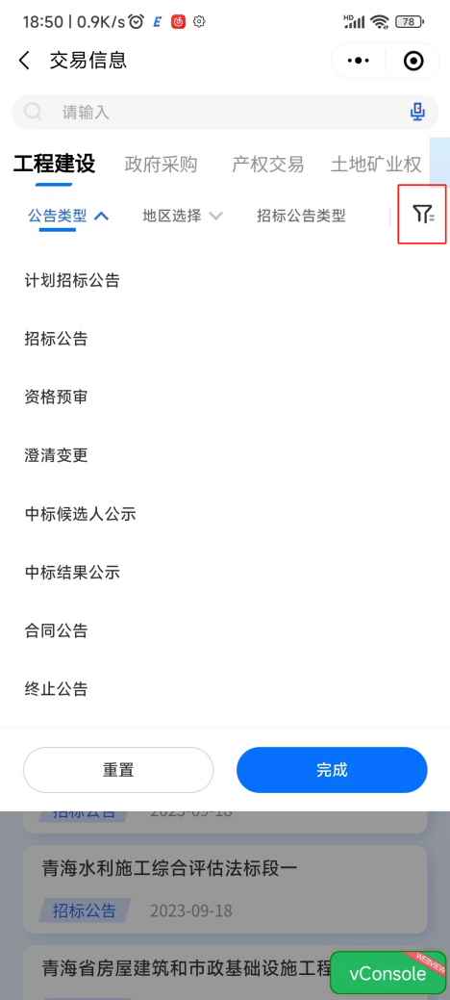 18:50 | 0.9K/s
HD
78
交易信息
请输入
工程建设 政府采购 产权交易 土地矿业权
公告类型 地区选择 招标公告类型
计划招标公告
招标公告
资格预审
澄清变更
中标候选人公示
中标结果公示
合同公告
终止公告
重置 完成
招标公告 2023-09-18
青海水利施工综合评估法标段一
招标公告 2023-09-18
青海省房屋建筑和市政基础设施工程
vConsole
WEBVIEW